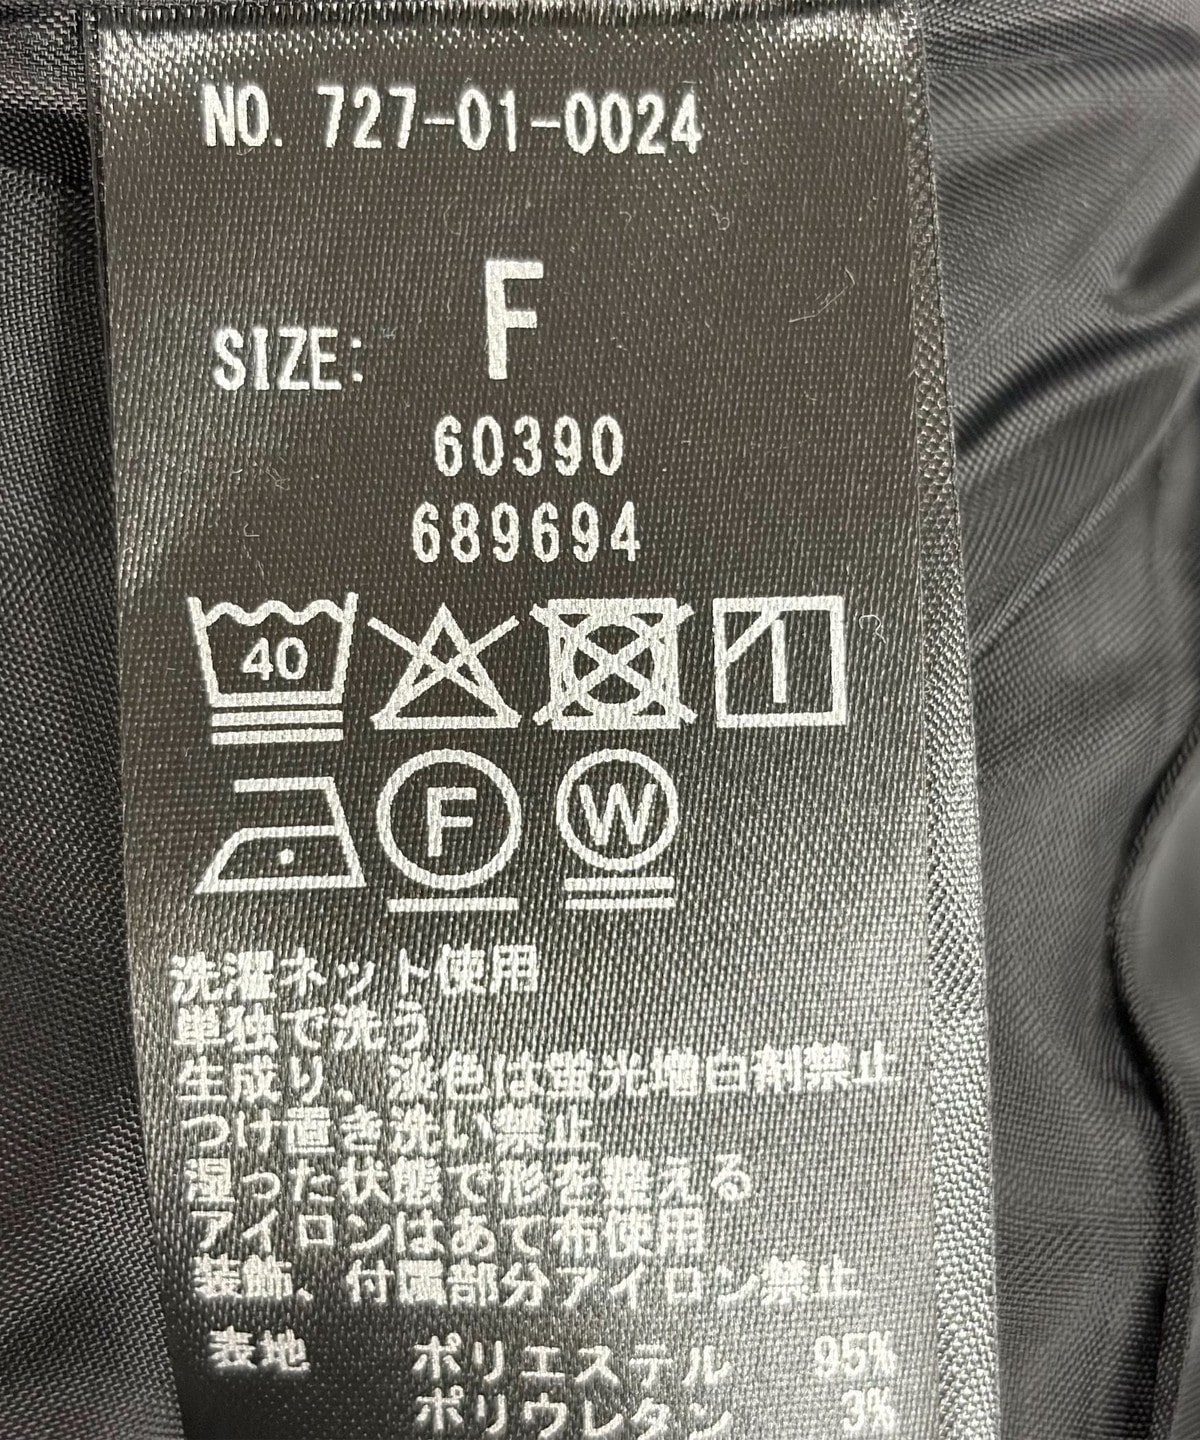 NO. 727-01-0024
SIZE: F
60390
689694
40
F W
洗濯ネット使用
単独で洗う
生成り、淡色は蛍光増白剤禁止
つけ置き洗い禁止
湿った状態で形を整える
アイロンはあて布使用
装飾、付属部分アイロン禁止
表地 ポリエステル 95%
ポリウレタン 3%